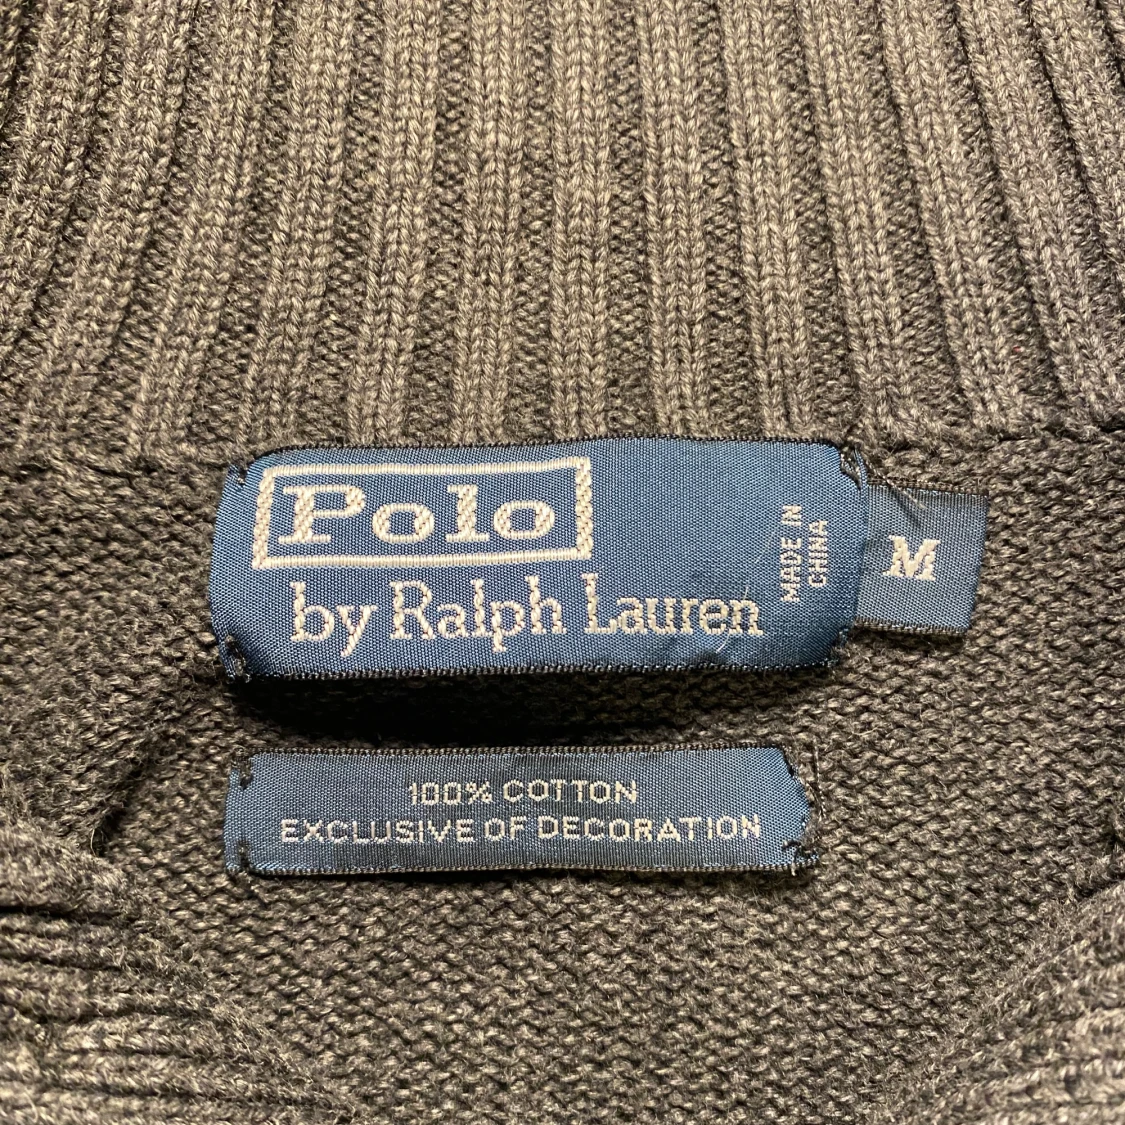 Polo
by Ralph Lauren
MADE IN
CHINA
M
100% COTTON
EXCLUSIVE OF DECORATION